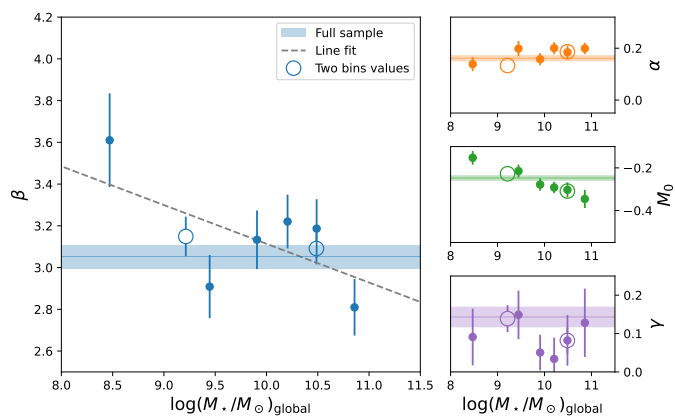 4.2
4.0
3.8
3.6
3.4
3.2
3.0
2.8
2.6
β
8.0 8.5 9.0 9.5 10.0 10.5 11.0 11.5
log(M⋆/M⊙)global
Full sample
Line fit
Two bins values
0.2
0.0
α
8 9 10 11
−0.2
−0.4
M0
8 9 10 11
0.2
0.1
0.0
γ
8 9 10 11
log(M⋆/M⊙)global